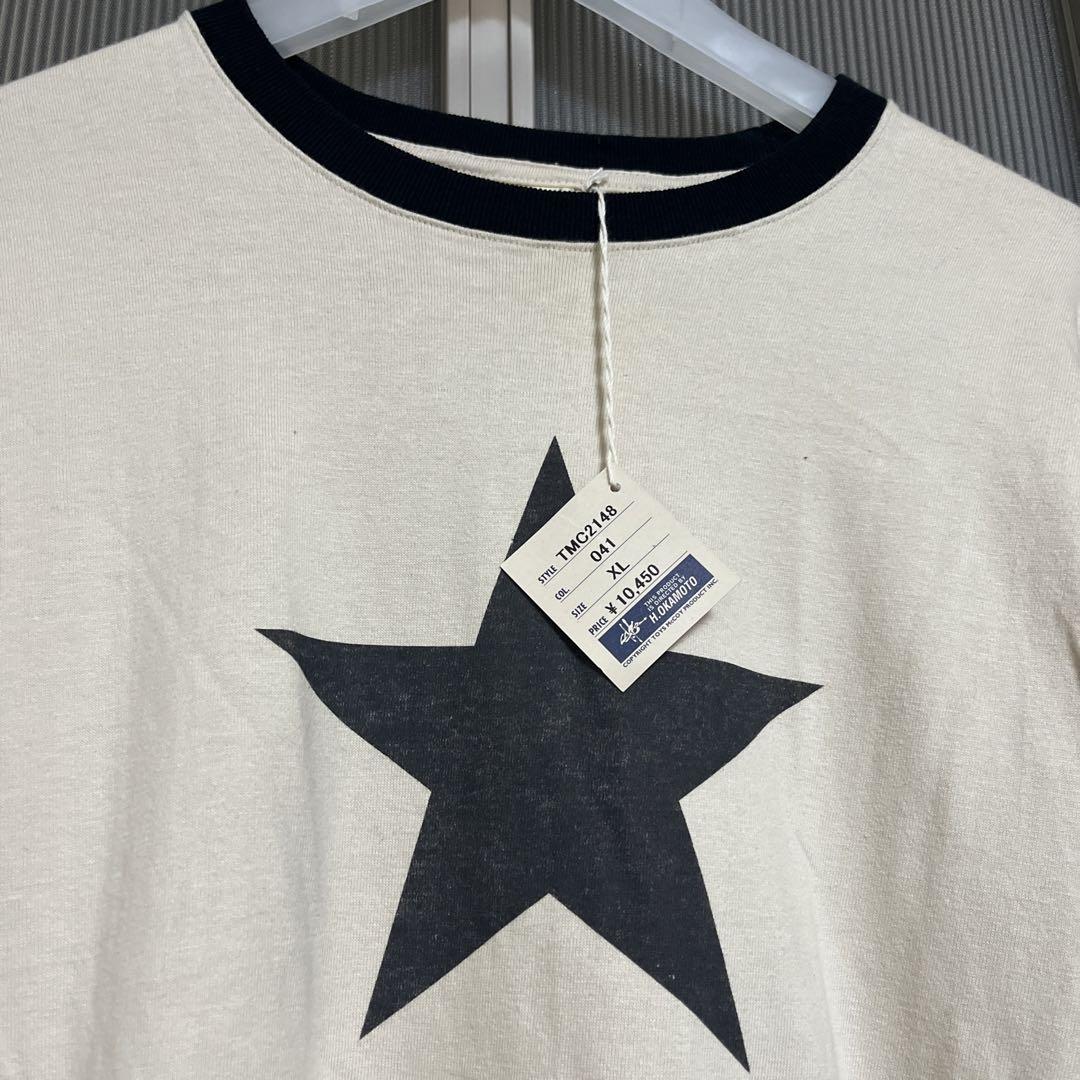 STYLE TMC2148
COL. 041
SIZE XL
PRICE ¥10,450
THIS PRODUCT
IS DIRECTED BY
H.OKAMOTO
COPYRIGHT TOYS McCOY PRODUCT INC.